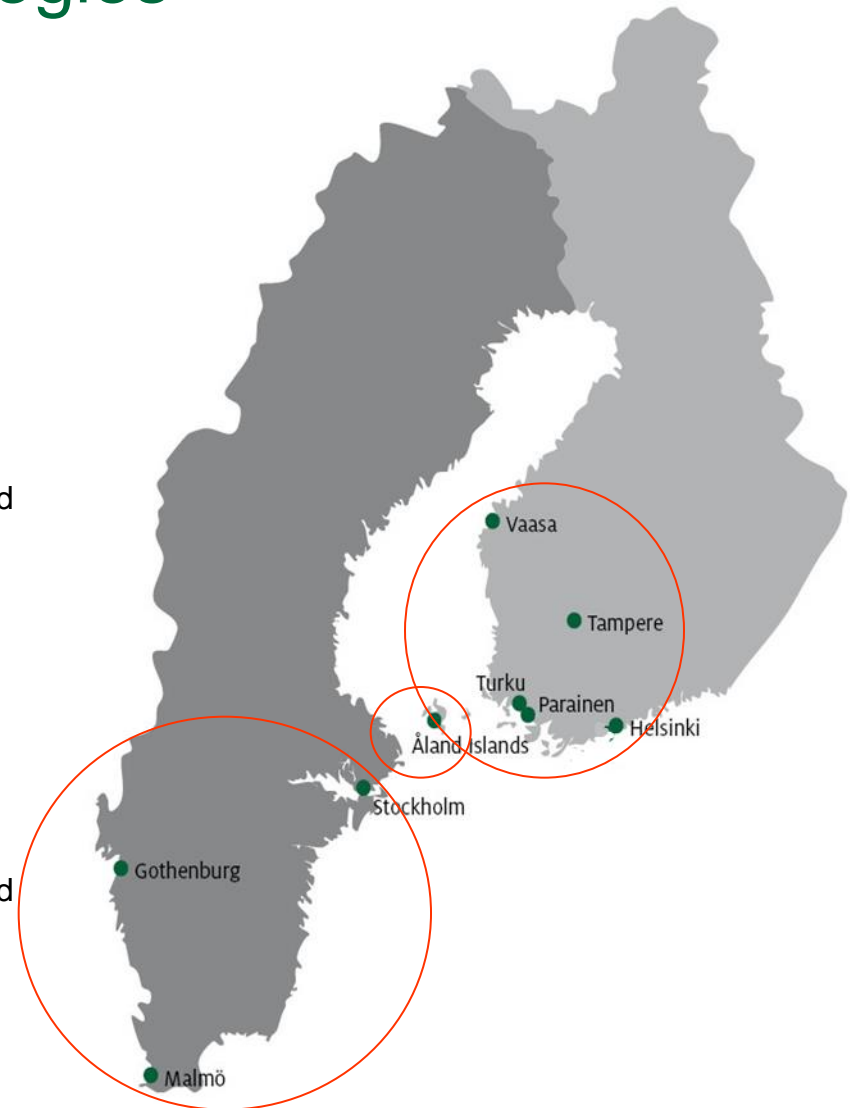 Vaasa
Tampere
Turku
Parainen
Helsinki
Åland Islands
Stockholm
Gothenburg
Malmö